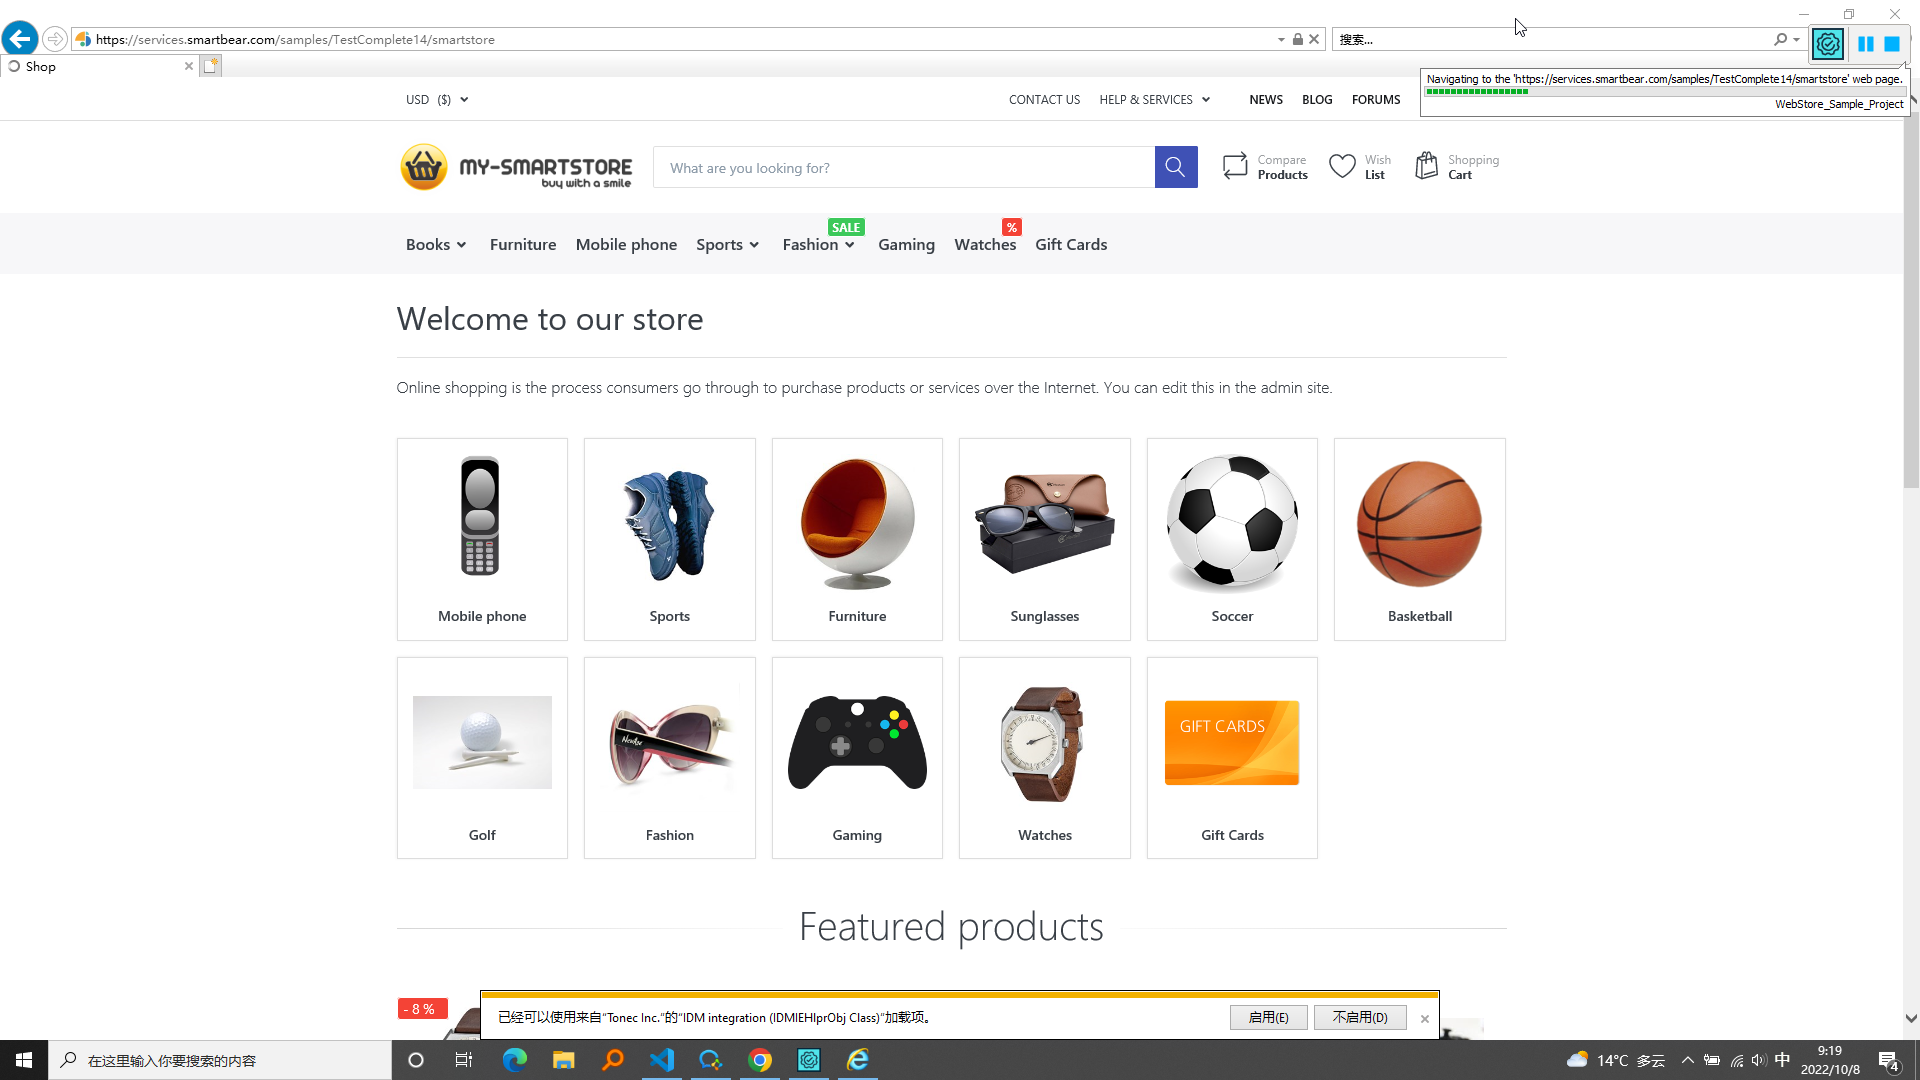 https://services.smartbear.com/samples/TestComplete14/smartstore
搜索...
Shop
Navigating to the 'https://services.smartbear.com/samples/TestComplete14/smartstore' web page.
WebStore_Sample_Project
USD ($)
CONTACT US
HELP & SERVICES
NEWS
BLOG
FORUMS
MY-SMARTSTORE
buy with a smile
What are you looking for?
Compare
Products
Wish
List
Shopping
Cart
SALE
%
Books
Furniture
Mobile phone
Sports
Fashion
Gaming
Watches
Gift Cards
Welcome to our store
Online shopping is the process consumers go through to purchase products or services over the Internet. You can edit this in the admin site.
Mobile phone
Sports
Furniture
Sunglasses
Soccer
Basketball
GIFT CARDS
Golf
Fashion
Gaming
Watches
Gift Cards
Featured products
- 8 %
已经可以使用来自“Tonec Inc.”的“IDM integration (IDMIEHlprObj Class)”加载项。
启用(E)
不启用(D)
在这里输入你要搜索的内容
14°C 多云
中
9:19
2022/10/8
4